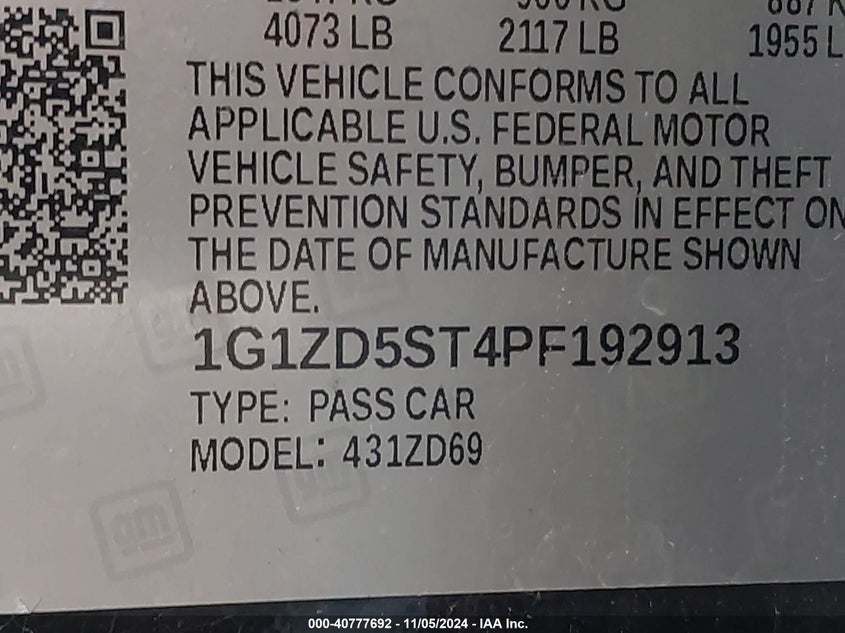 4073 LB 2117 LB 1955 L
THIS VEHICLE CONFORMS TO ALL
APPLICABLE U.S. FEDERAL MOTOR
VEHICLE SAFETY, BUMPER, AND THEFT
PREVENTION STANDARDS IN EFFECT ON
THE DATE OF MANUFACTURE SHOWN
ABOVE.
1G1ZD5ST4PF192913
TYPE: PASS CAR
MODEL: 431ZD69
gm
000-40777692 - 11/05/2024 - IAA Inc.